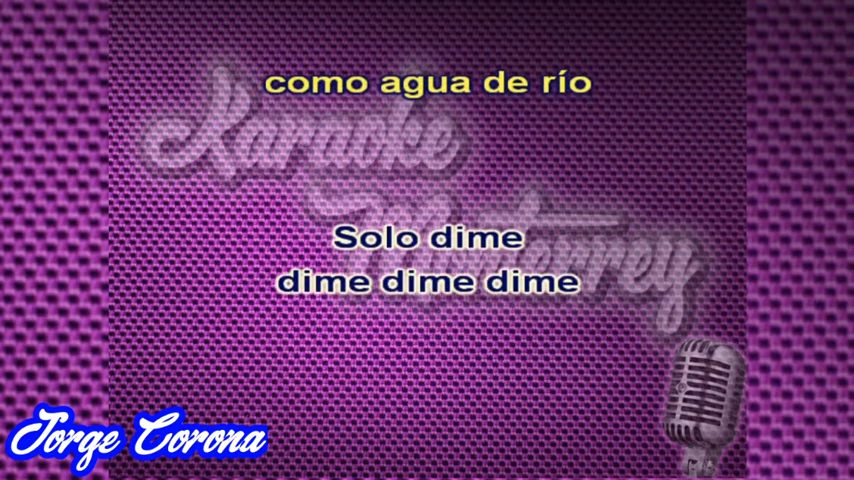 como agua de río
Karaoke
Monterrey
Solo dime
dime dime dime
Jorge Corona